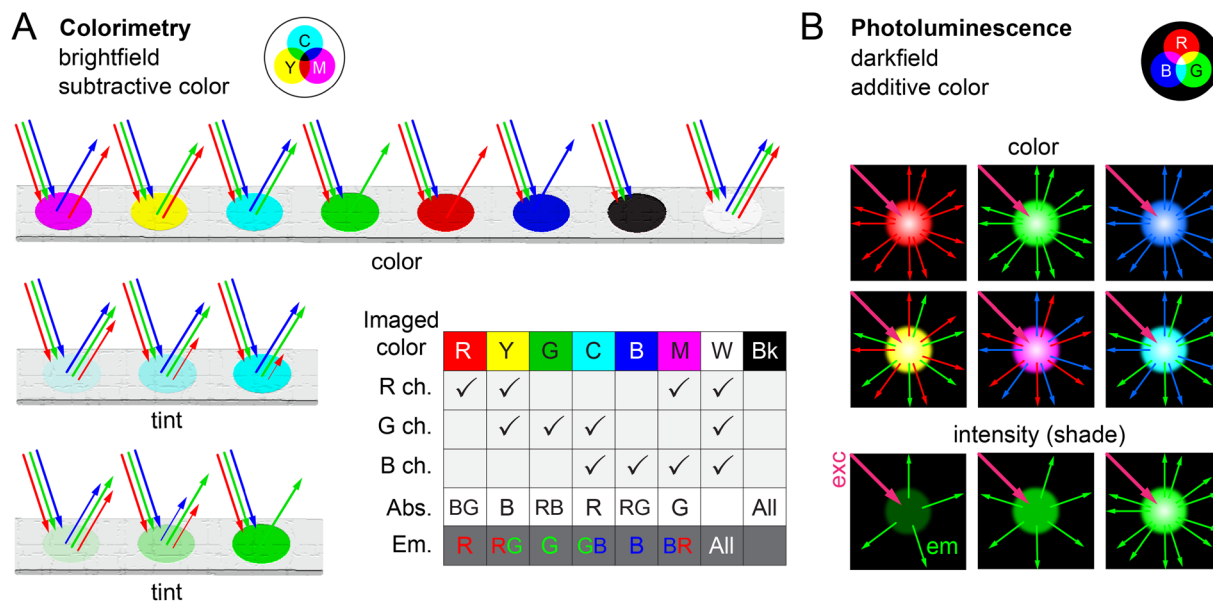 A Colorimetry
brightfield
subtractive color
C
Y M
color
tint
tint
Imaged
color R Y G C B M W Bk
R ch. ✓ ✓ ✓ ✓
G ch. ✓ ✓ ✓ ✓
B ch. ✓ ✓ ✓ ✓
Abs. BG B RB R RG G All
Em. R RG G GB B BR All
B Photoluminescence
darkfield
additive color
R
B G
color
intensity (shade)
exc
em